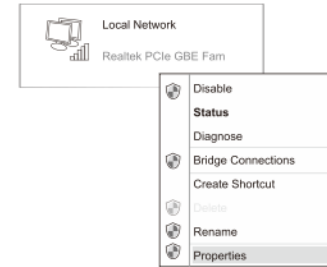 Local Network
Realtek PCIe GBE Fam
Disable
Status
Diagnose
Bridge Connections
Create Shortcut
Delete
Rename
Properties